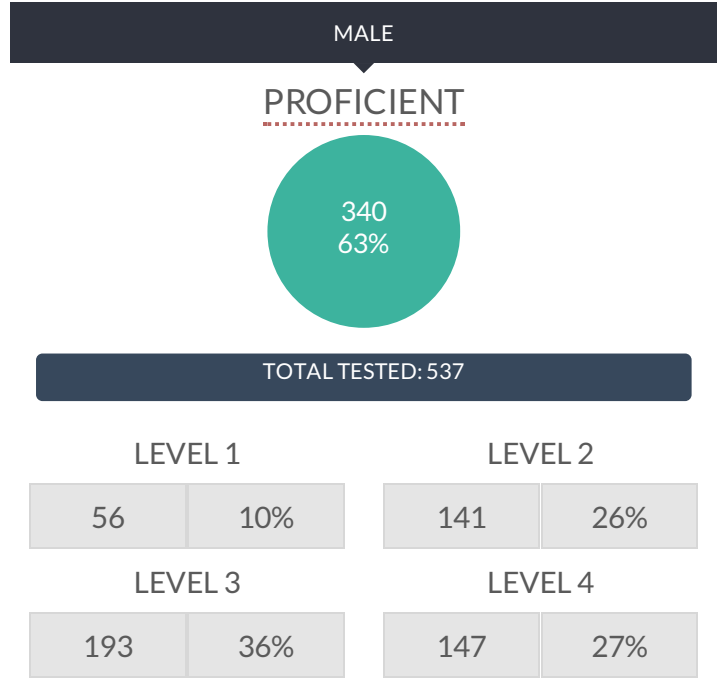 MALE
PROFICIENT
340
63%
TOTAL TESTED: 537
LEVEL 1 LEVEL 2
56 10% 141 26%
LEVEL 3 LEVEL 4
193 36% 147 27%